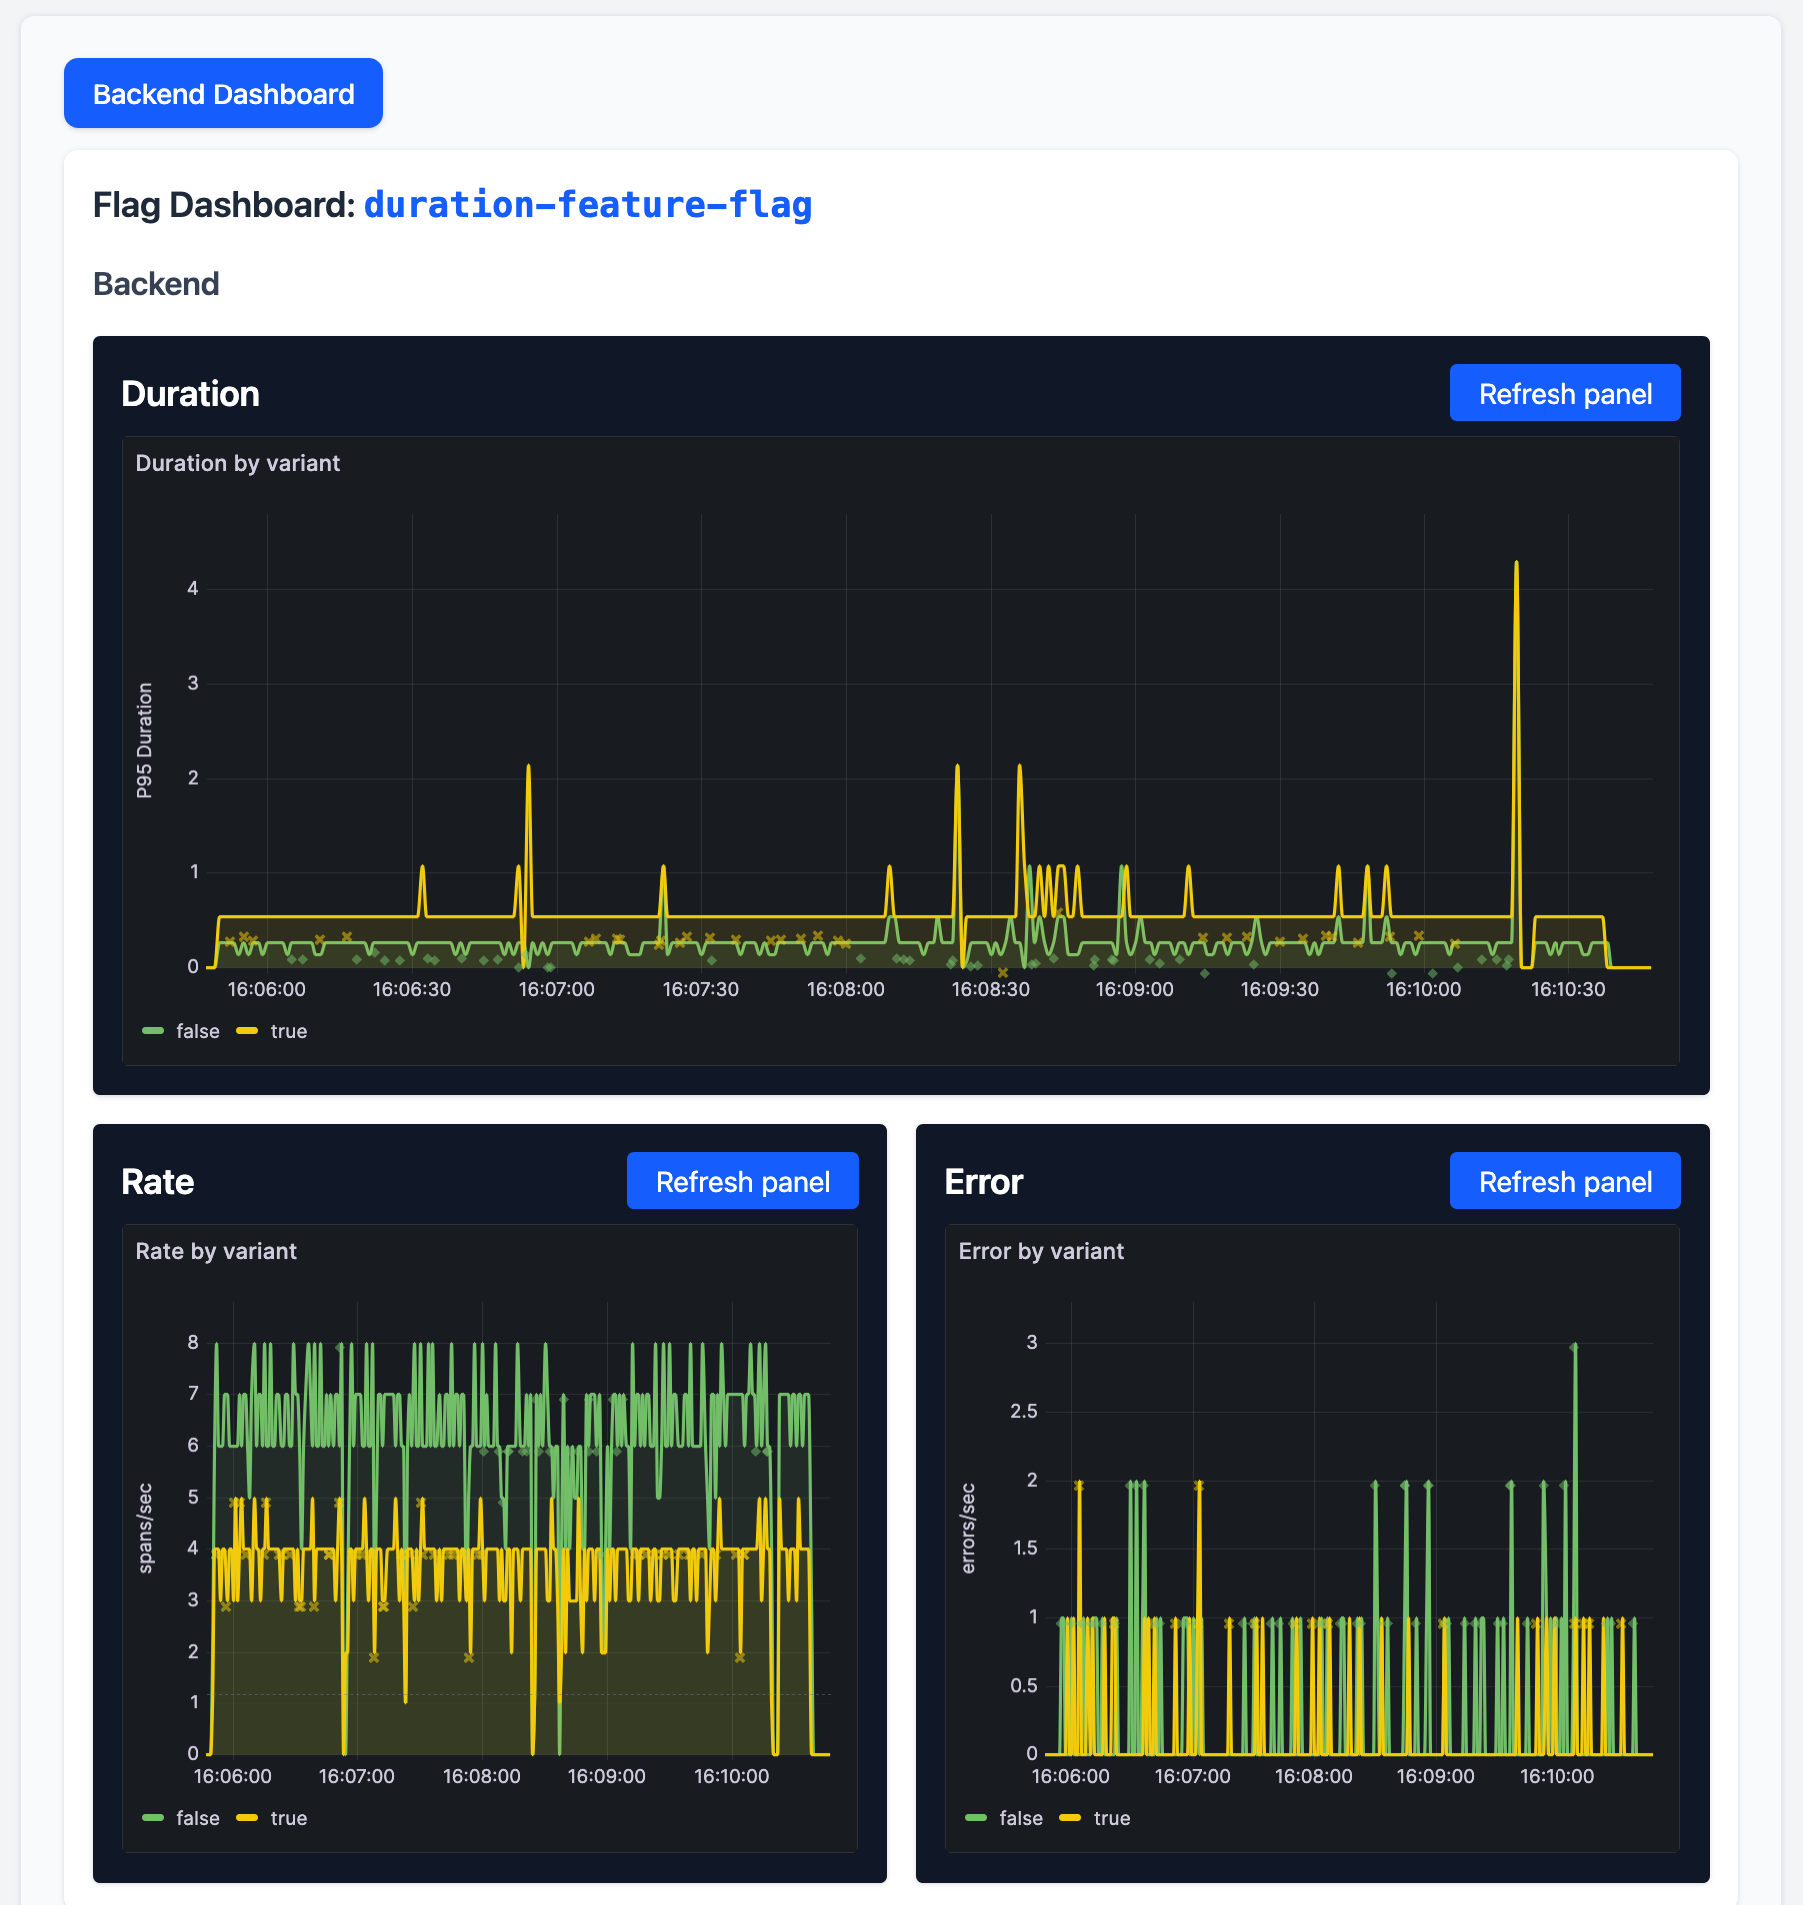 Backend Dashboard
Flag Dashboard: duration-feature-flag
Backend
Duration
Refresh panel
Duration by variant
P95 Duration
4
3
2
1
0
16:06:00 16:06:30 16:07:00 16:07:30 16:08:00 16:08:30 16:09:00 16:09:30 16:10:00 16:10:30
false true
Rate
Refresh panel
Rate by variant
spans/sec
8
7
6
5
4
3
2
1
0
16:06:00 16:07:00 16:08:00 16:09:00 16:10:00
false true
Error
Refresh panel
Error by variant
errors/sec
3
2.5
2
1.5
1
0.5
0
16:06:00 16:07:00 16:08:00 16:09:00 16:10:00
false true